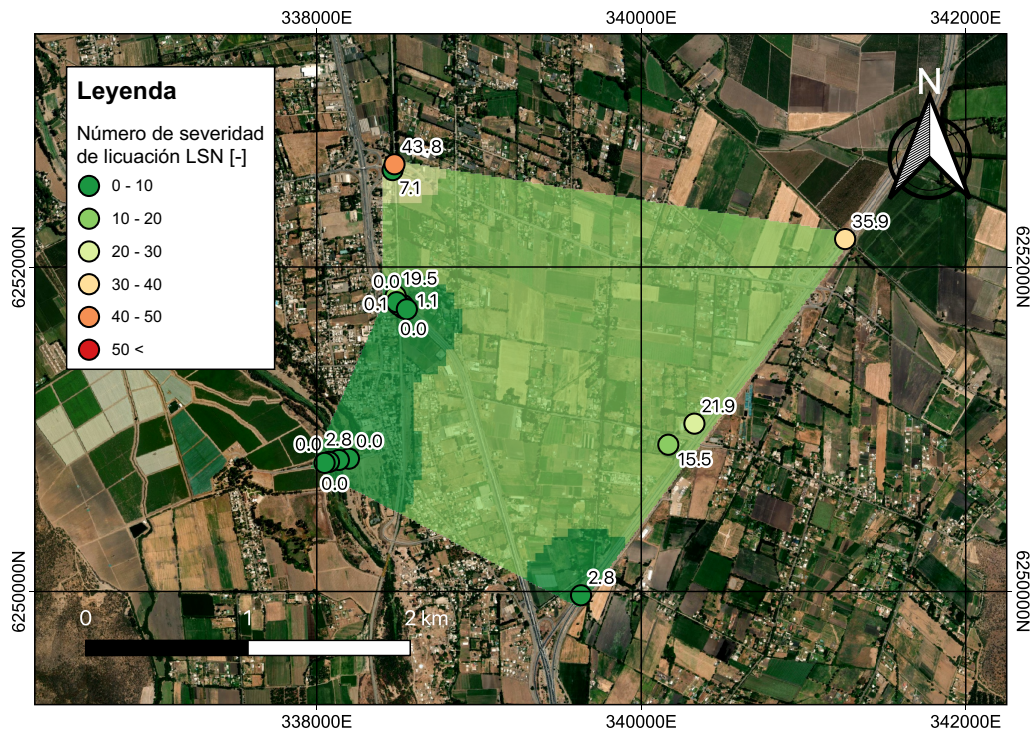 338000E 340000E 342000E
N
Leyenda
Número de severidad
de licuación LSN [-]
0 - 10
10 - 20
20 - 30
30 - 40
40 - 50
50 <
43.8
7.1
35.9
6252000N
6252000N
0.0 19.5
0.1 1.1
0.0
21.9
15.5
0.0 2.8 0.0
0.0
2.8
6250000N
6250000N
0 1 2 km
338000E 340000E 342000E